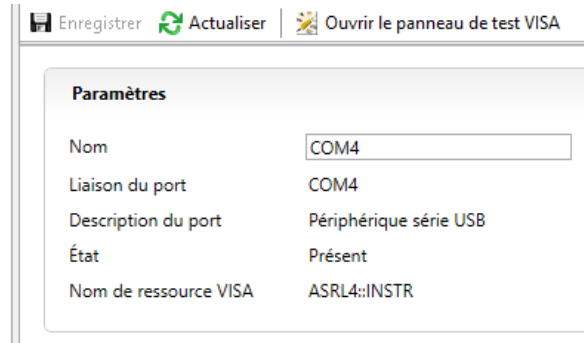 Enregistrer Actualiser Ouvrir le panneau de test VISA
Paramètres
Nom COM4
Liaison du port COM4
Description du port Périphérique série USB
État Présent
Nom de ressource VISA ASRL4::INSTR